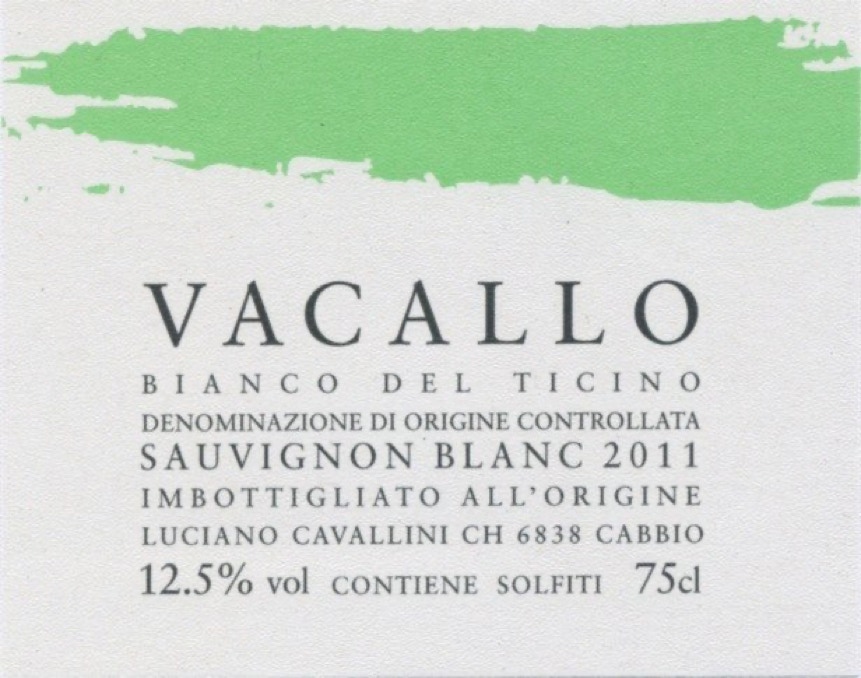 VACALLO
BIANCO DEL TICINO
DENOMINAZIONE DI ORIGINE CONTROLLATA
SAUVIGNON BLANC 2011
IMBOTTIGLIATO ALL'ORIGINE
LUCIANO CAVALLINI CH 6838 CABBIO
12.5% vol CONTIENE SOLFITI 75cl